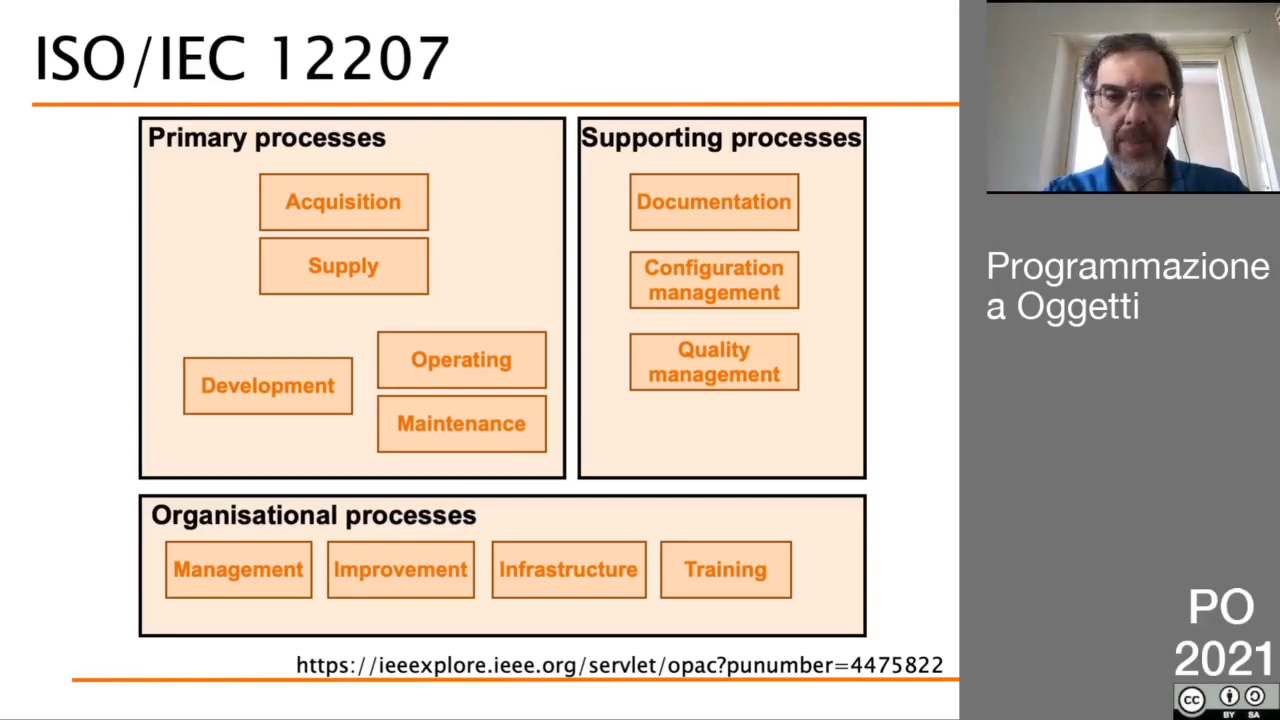 ISO/IEC 12207
Primary processes
Acquisition
Supply
Development
Operating
Maintenance
Supporting processes
Documentation
Configuration
management
Quality
management
Organisational processes
Management
Improvement
Infrastructure
Training
https://ieeexplore.ieee.org/servlet/opac?punumber=4475822
Programmazione
a Oggetti
PO
2021
cc
BY SA